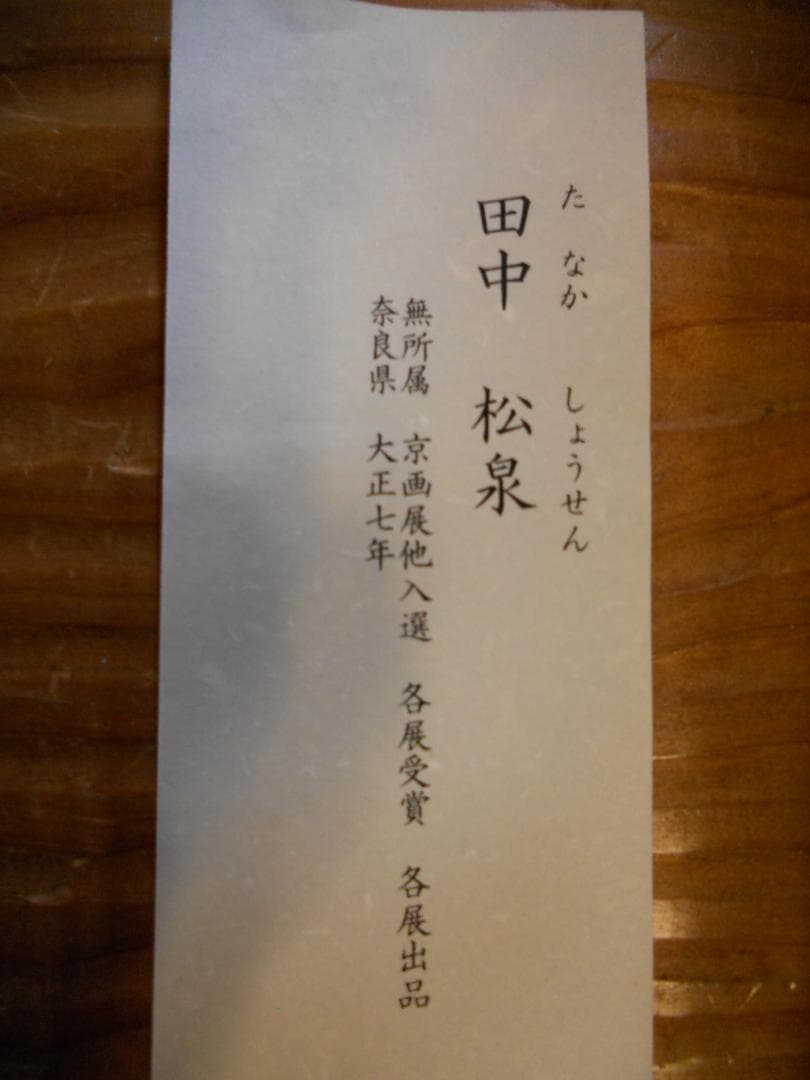 たなか しょうせん
田中 松泉
無所属 京画展他入選 各展受賞 各展出品
奈良県 大正七年